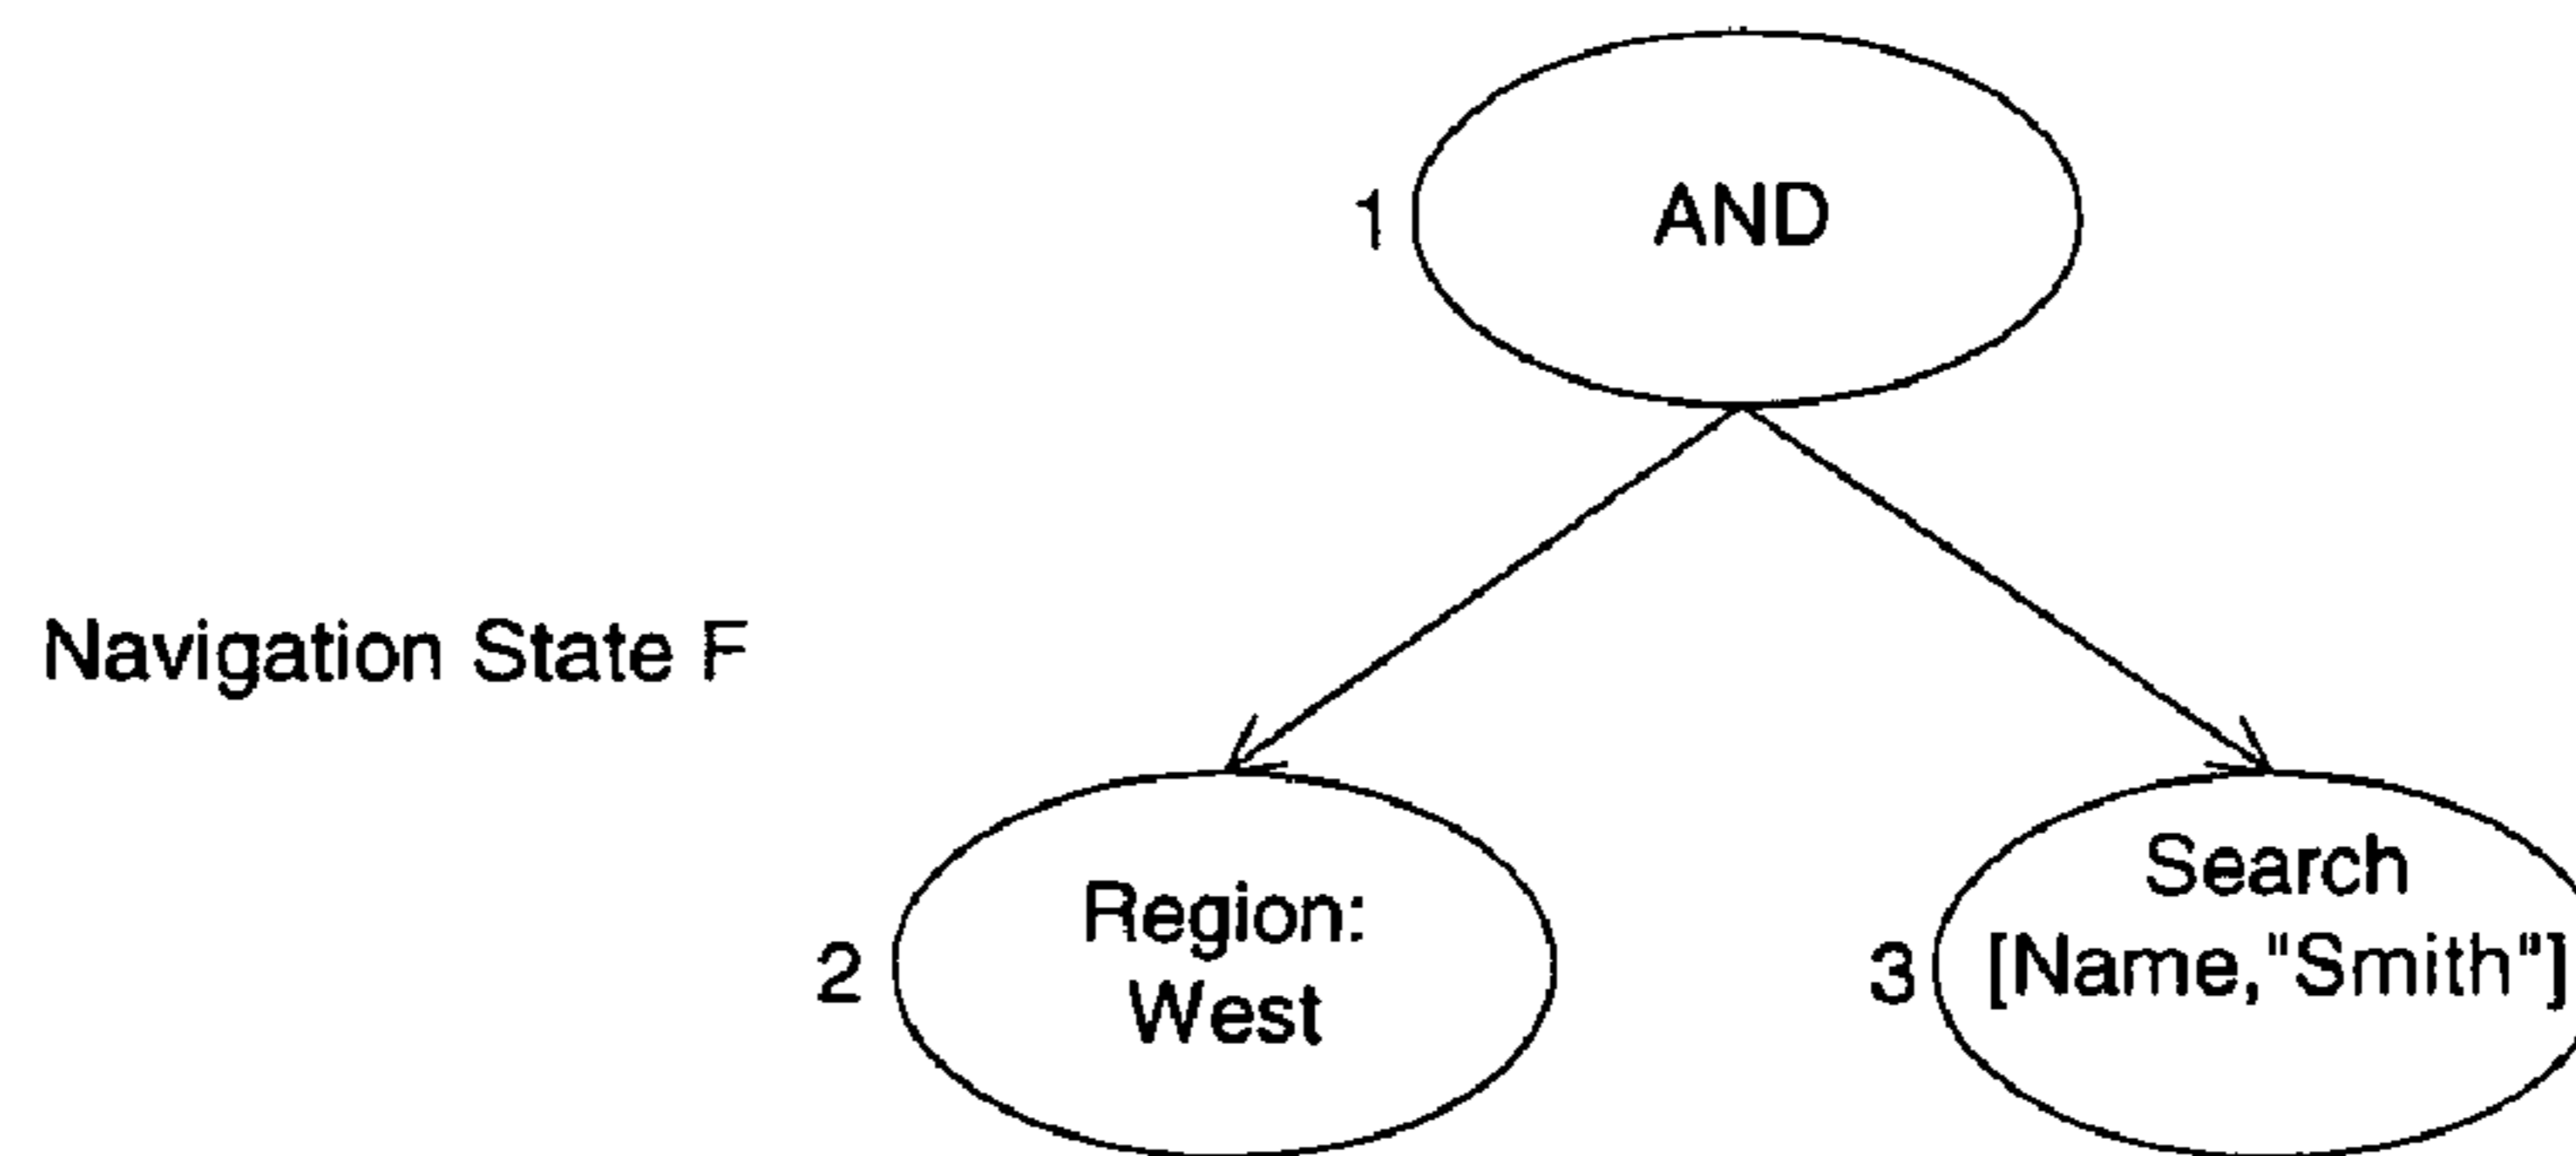 1
AND
Navigation State F
2
Region:
West
3
Search
[Name,"Smith"]